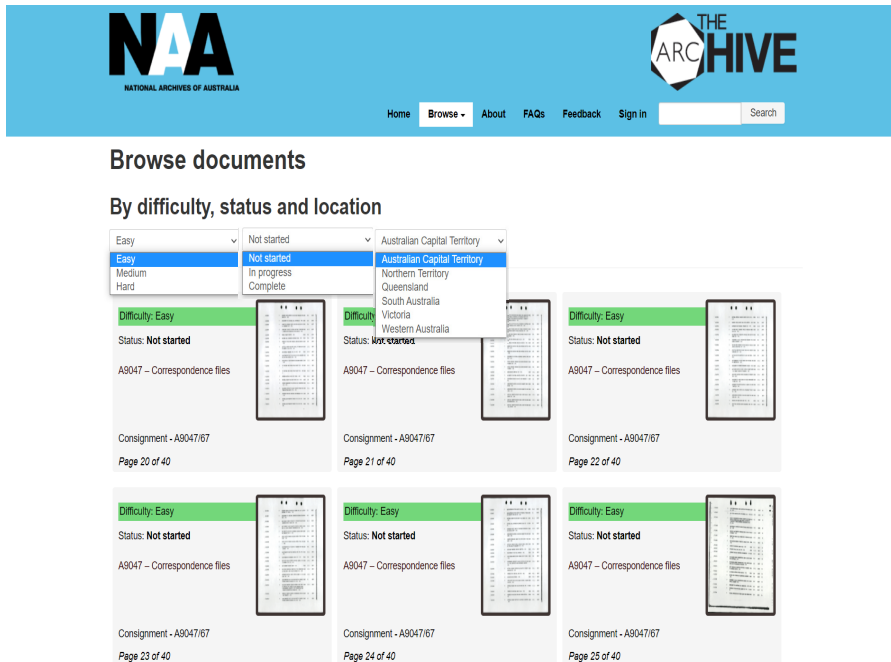 NAA
NATIONAL ARCHIVES OF AUSTRALIA
THE
ARC HIVE
Home Browse About FAQs Feedback Sign in Search
Browse documents
By difficulty, status and location
Easy Not started Australian Capital Territory
Easy Not started Australian Capital Territory
Medium In progress Northern Territory
Hard Complete Queensland
South Australia
Victoria
Western Australia
Difficulty: Easy Difficulty Difficulty: Easy
Status: Not started Status: Not started Status: Not started
A9047 – Correspondence files A9047 – Correspondence files A9047 – Correspondence files
Consignment - A9047/67 Consignment - A9047/67 Consignment - A9047/67
Page 20 of 40 Page 21 of 40 Page 22 of 40
Difficulty: Easy Difficulty: Easy Difficulty: Easy
Status: Not started Status: Not started Status: Not started
A9047 – Correspondence files A9047 – Correspondence files A9047 – Correspondence files
Consignment - A9047/67 Consignment - A9047/67 Consignment - A9047/67
Page 23 of 40 Page 24 of 40 Page 25 of 40